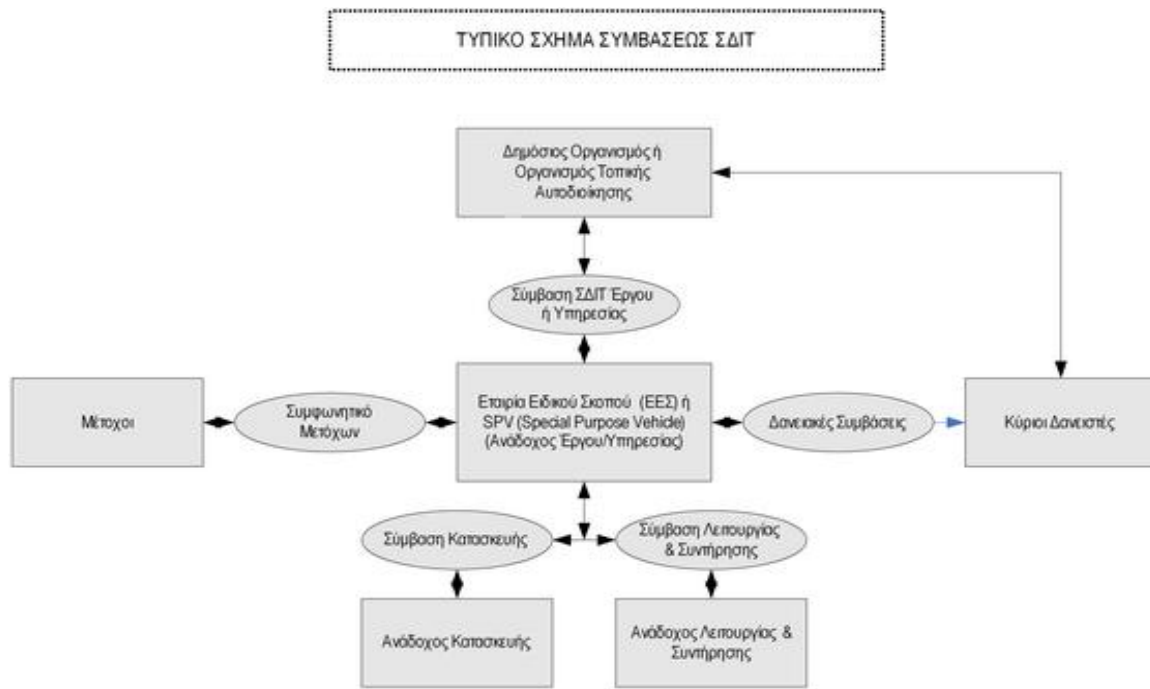 ΤΥΠΙΚΟ ΣΧΗΜΑ ΣΥΜΒΑΣΕΩΣ ΣΔΙΤ
Δημόσιος Οργανισμός ή
Οργανισμός Τοπικής
Αυτοδιοίκησης
Σύμβαση ΣΔΙΤ Έργου
ή Υπηρεσίας
Μέτοχοι
Συμφωνητικό
Μετόχων
Εταιρία Ειδικού Σκοπού (ΕΕΣ) ή
SPV (Special Purpose Vehicle)
(Ανάδοχος Έργου/Υπηρεσίας)
Δανειακές Συμβάσεις
Κύριοι Δανειστές
Σύμβαση Κατασκευής
Σύμβαση Λειτουργίας
& Συντήρησης
Ανάδοχος Κατασκευής
Ανάδοχος Λειτουργίας &
Συντήρησης